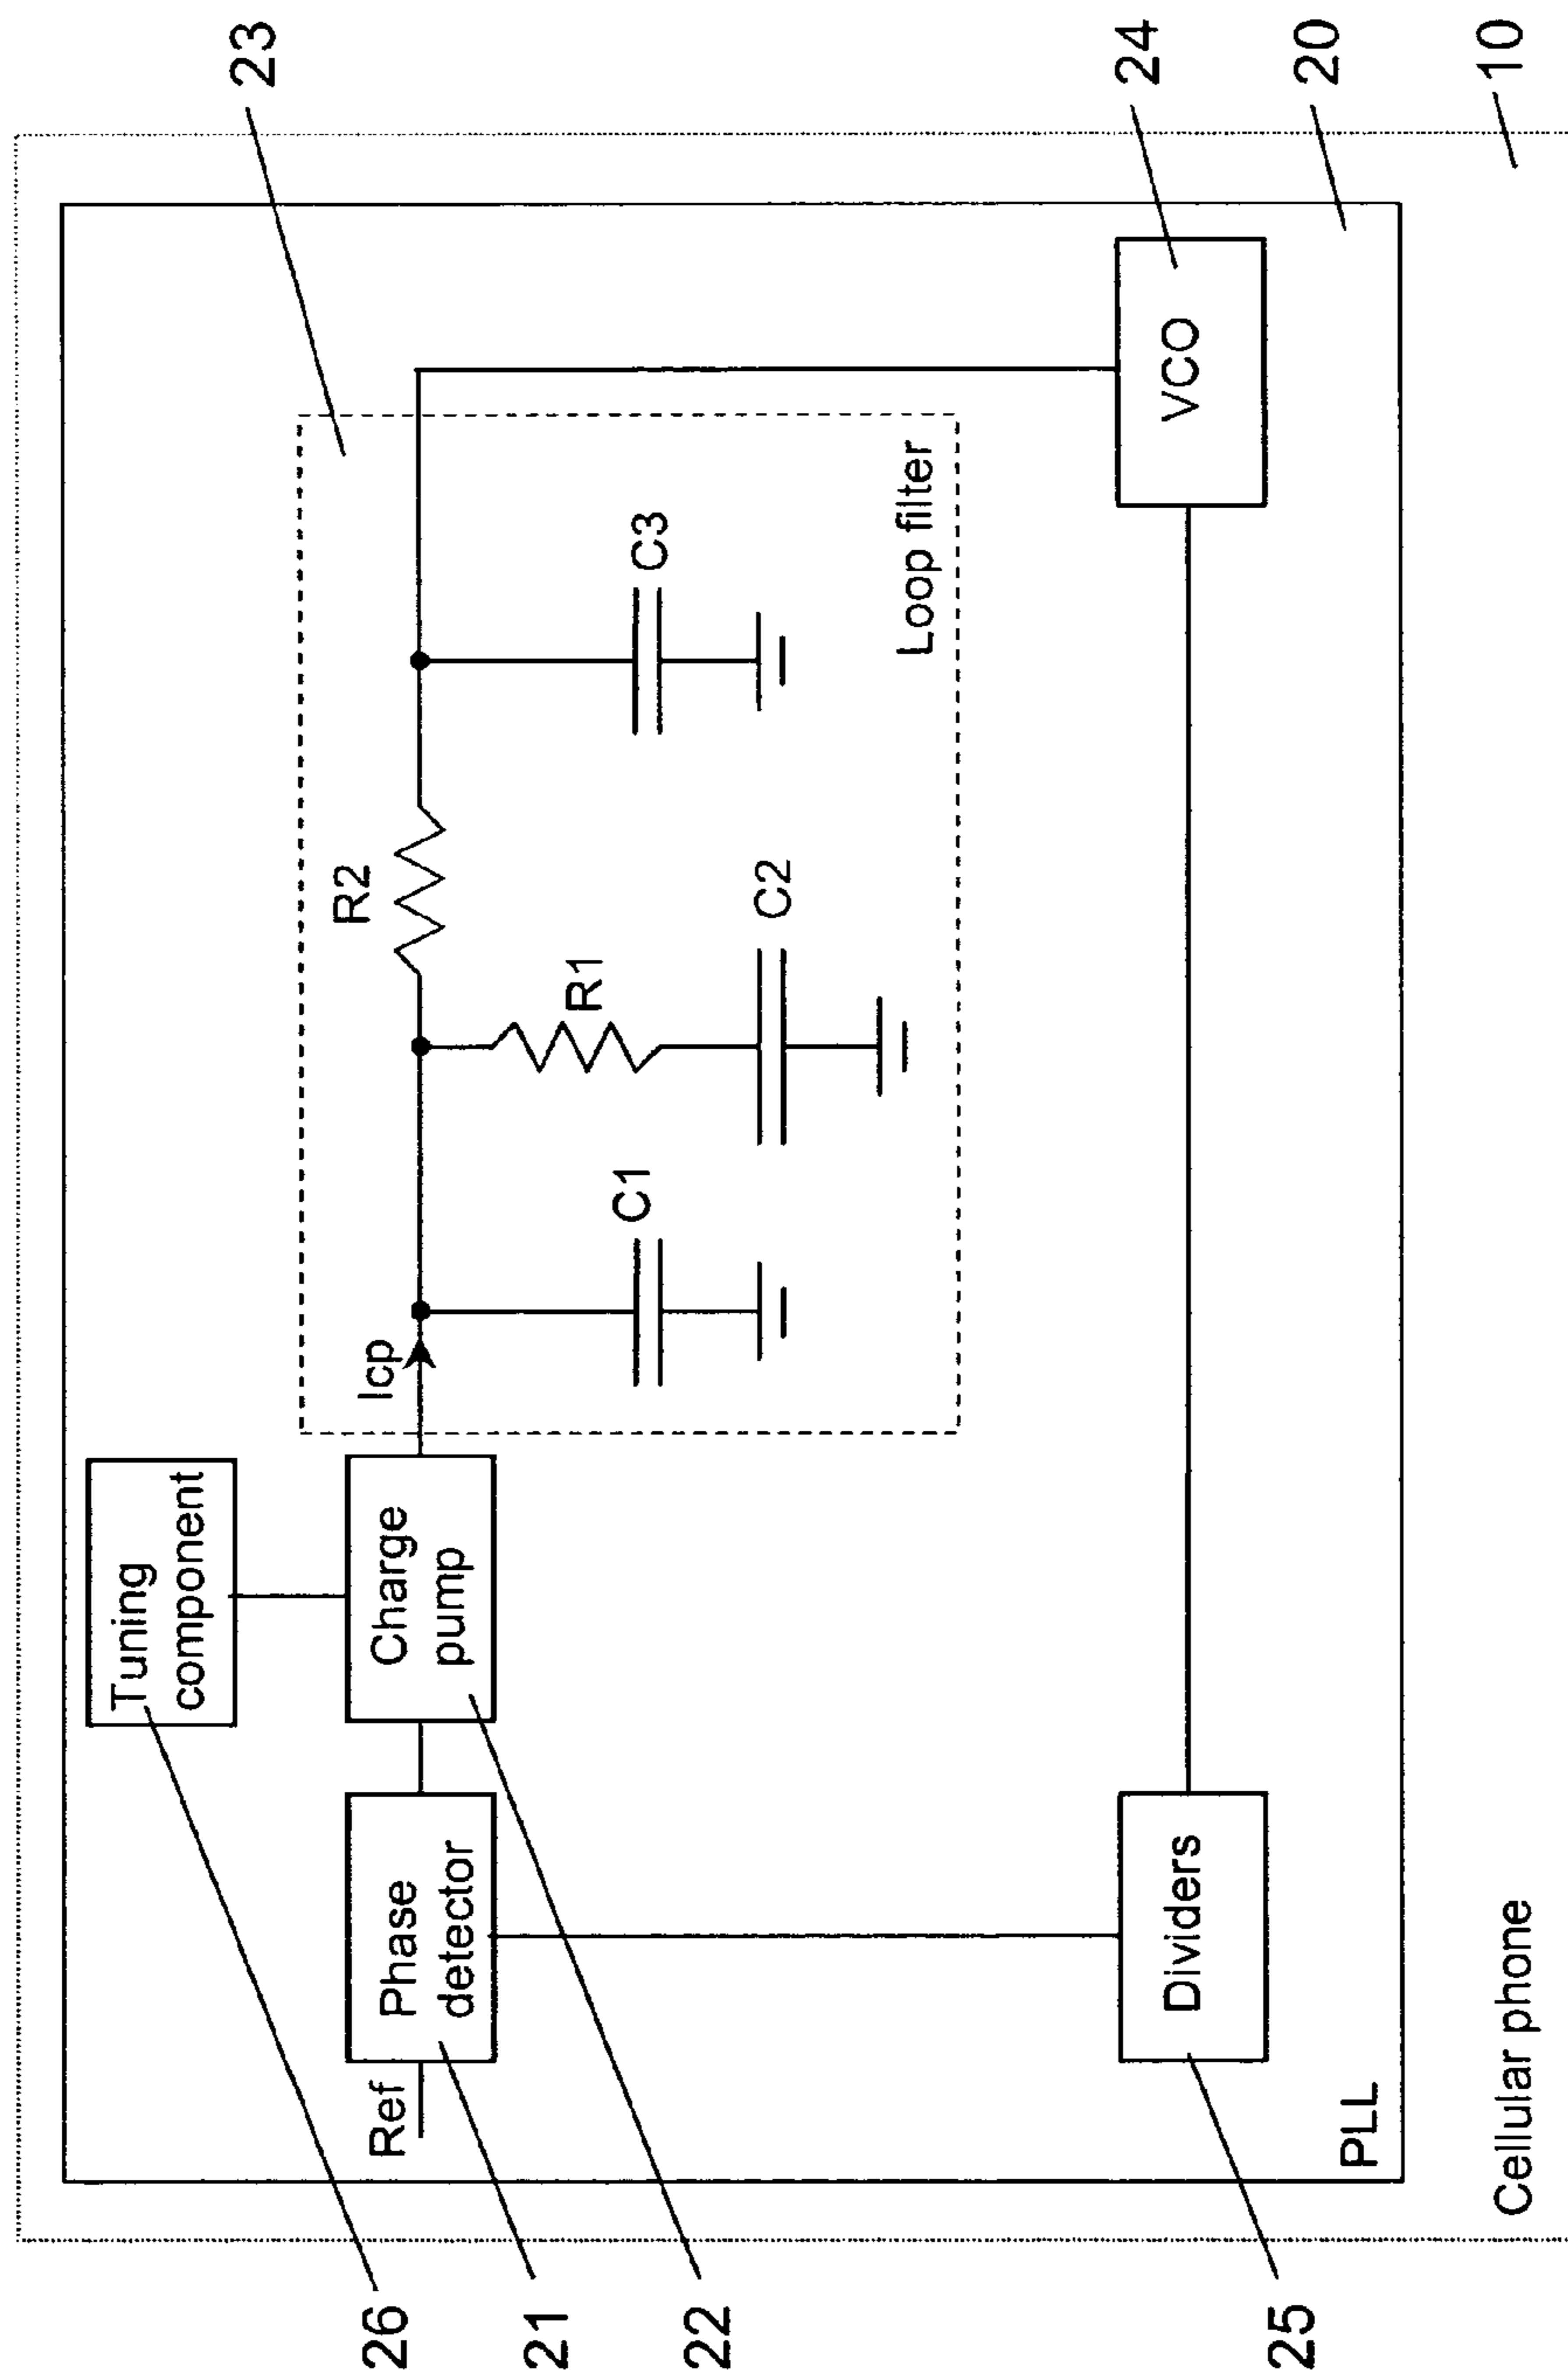 26
Tuning
component
23
21
Ref
Phase
detector
Charge
pump
Icp
R2
22
C1
R1
C2
C3
Loop filter
25
Dividers
VCO
24
PLL
20
Cellular phone
10